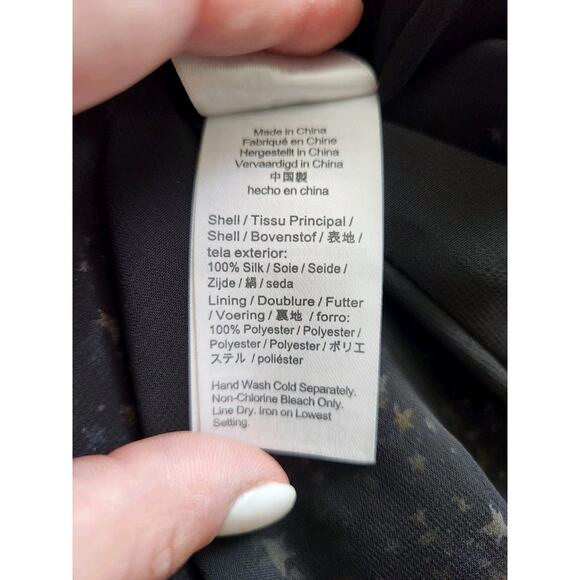 Made in China
Fabriqué en Chine
Hergestellt in China
Vervaardigd in China
中国製
hecho en china
Shell / Tissu Principal /
Shell / Bovenstof / 表地 /
tela exterior:
100% Silk / Soie / Seide /
Zijde / 絹 / seda
Lining / Doublure / Futter
/ Voering / 裏地 / forro:
100% Polyester / Polyester /
Polyester / Polyester / ポリエ
ステル / poliéster
Hand Wash Cold Separately.
Non-Chlorine Bleach Only.
Line Dry. Iron on Lowest
Setting.